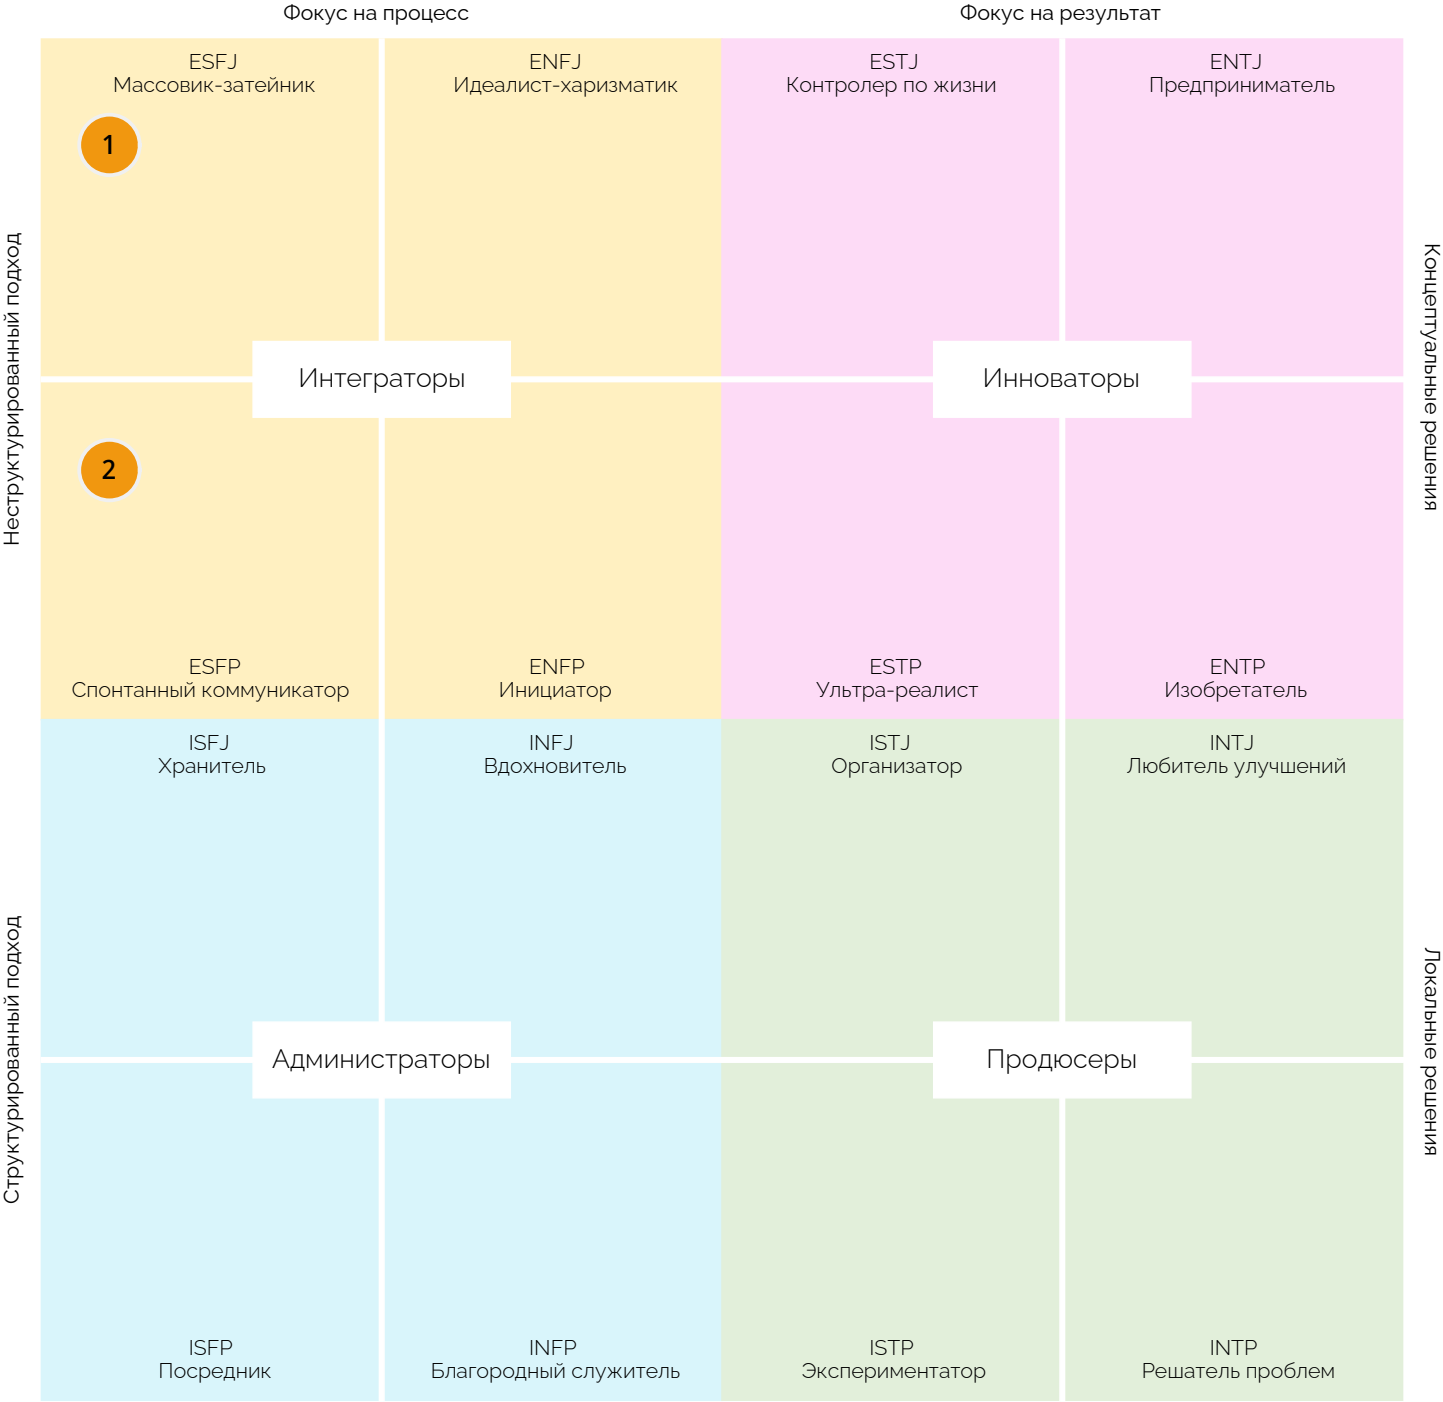 Фокус на процесс
Фокус на результат
ESFJ
Массовик-затейник
ENFJ
Идеалист-харизматик
ESTJ
Контролер по жизни
ENTJ
Предприниматель
1
Неструктурированный подход
Концептуальные решения
Интеграторы
Инноваторы
2
ESFP
Спонтанный коммуникатор
ENFP
Инициатор
ESTP
Ультра-реалист
ENTP
Изобретатель
ISFJ
Хранитель
INFJ
Вдохновитель
ISTJ
Организатор
INTJ
Любитель улучшений
Структурированный подход
Локальные решения
Администраторы
Продюсеры
ISFP
Посредник
INFP
Благородный служитель
ISTP
Экспериментатор
INTP
Решатель проблем